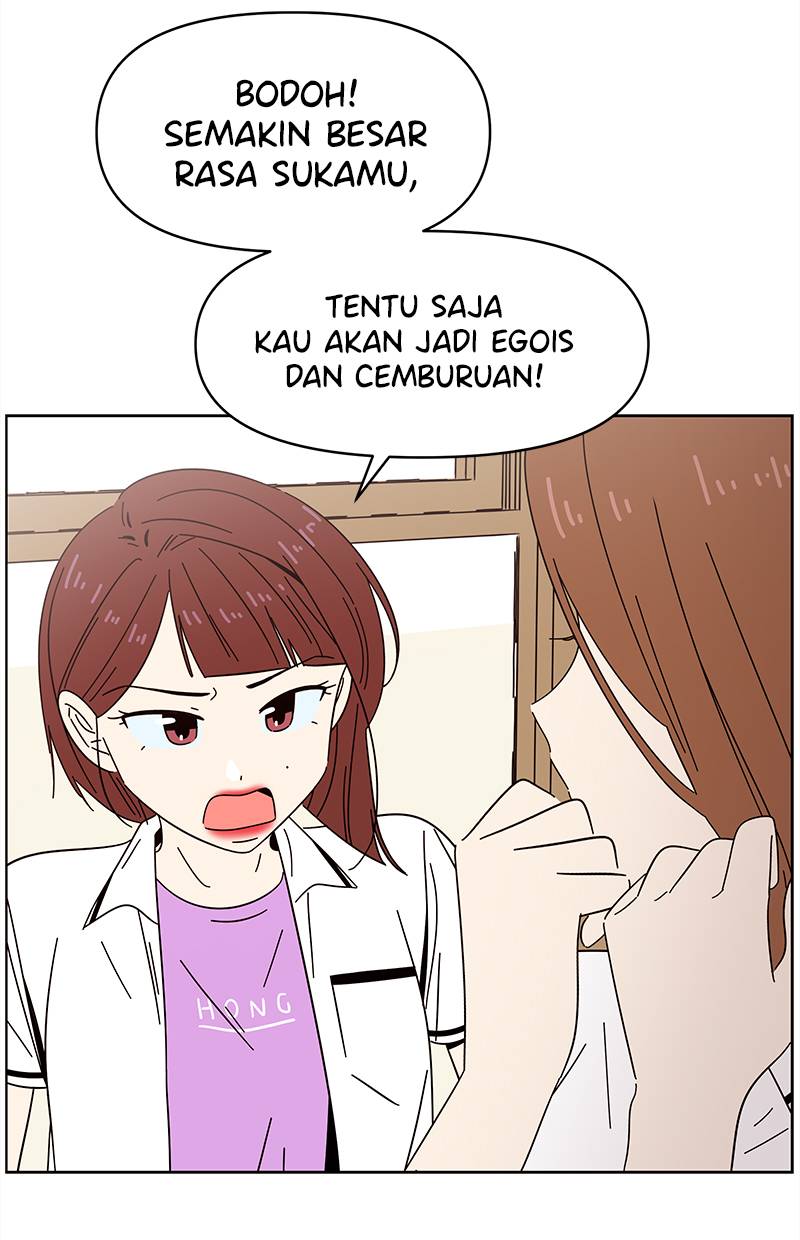 BODOH!
SEMAKIN BESAR
RASA SUKAMU,
TENTU SAJA
KAU AKAN JADI EGOIS
DAN CEMBURUAN!
HONG